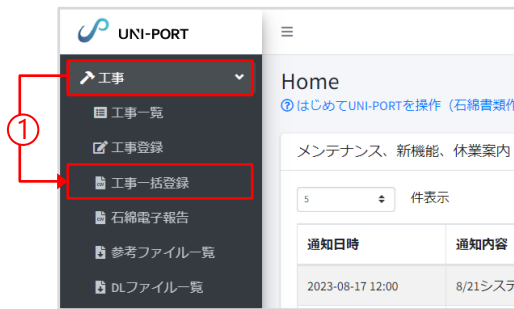 UNI-PORT
工事
工事一覧
工事登録
工事一括登録
石綿電子報告
参考ファイル一覧
DLファイル一覧
①
Home
はじめてUNI-PORTを操作（石綿書類作
メンテナンス、新機能、休業案内
5 件表示
通知日時 通知内容
2023-08-17 12:00 8/21システ